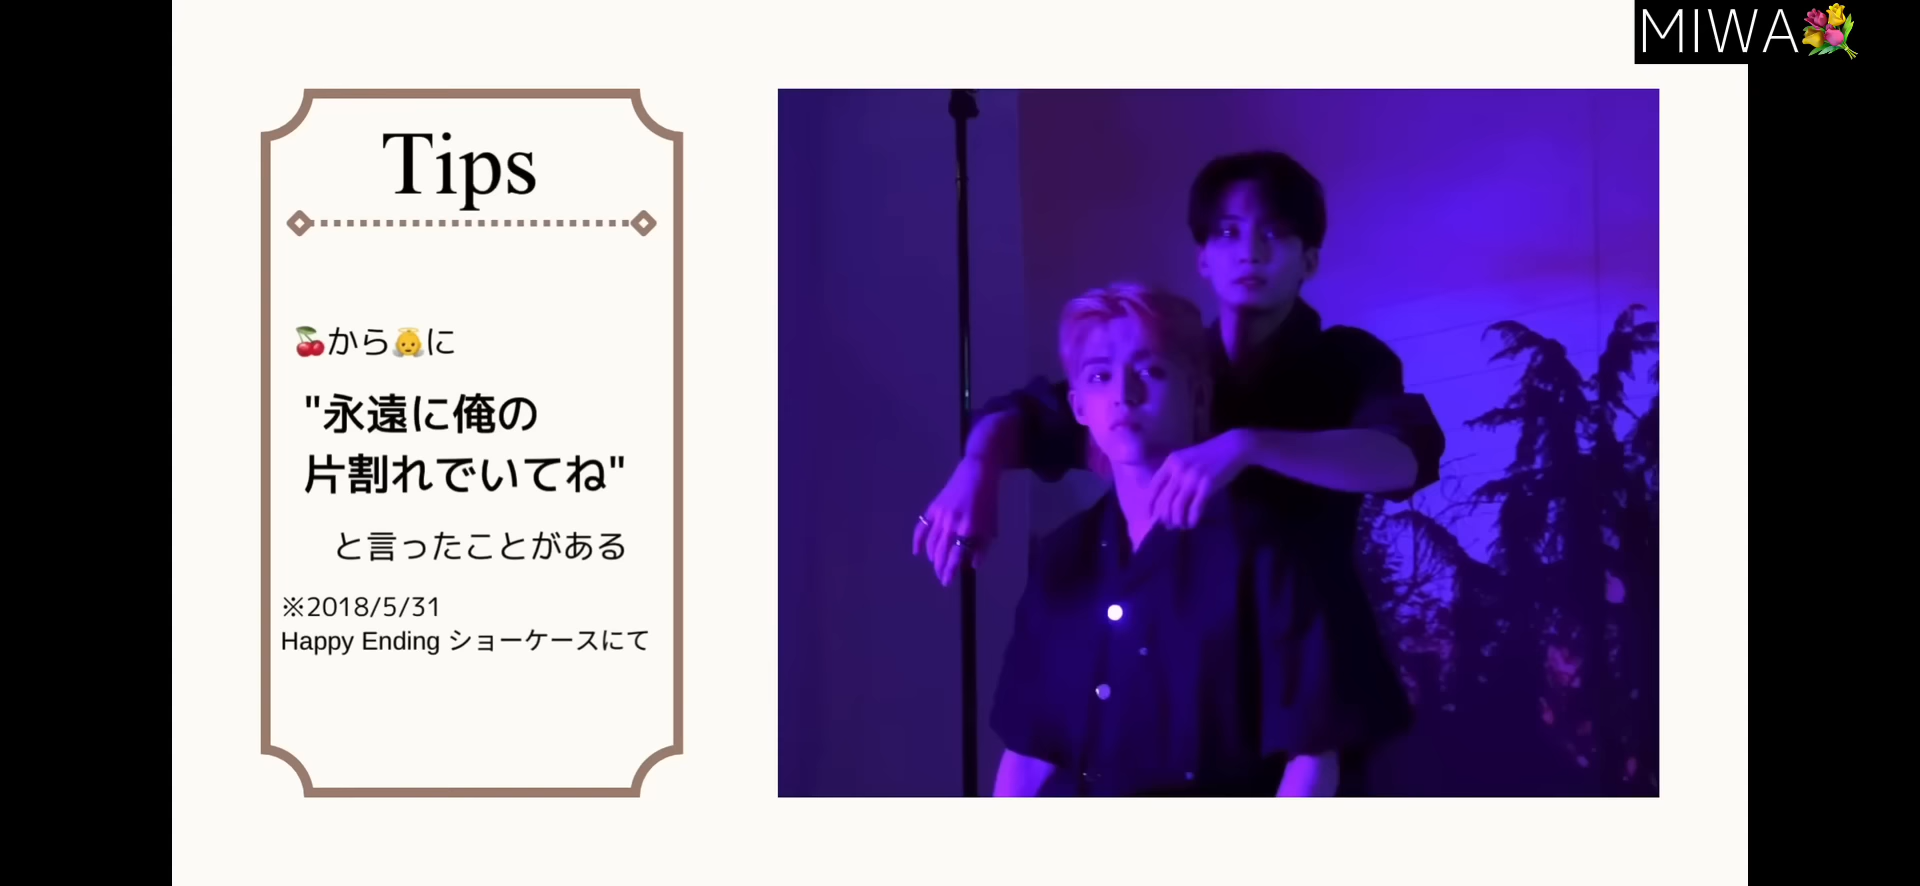 MIWA💐
Tips
🍒から👼に
"永遠に俺の
片割れでいてね"
と言ったことがある
※2018/5/31
Happy Ending ショーケースにて